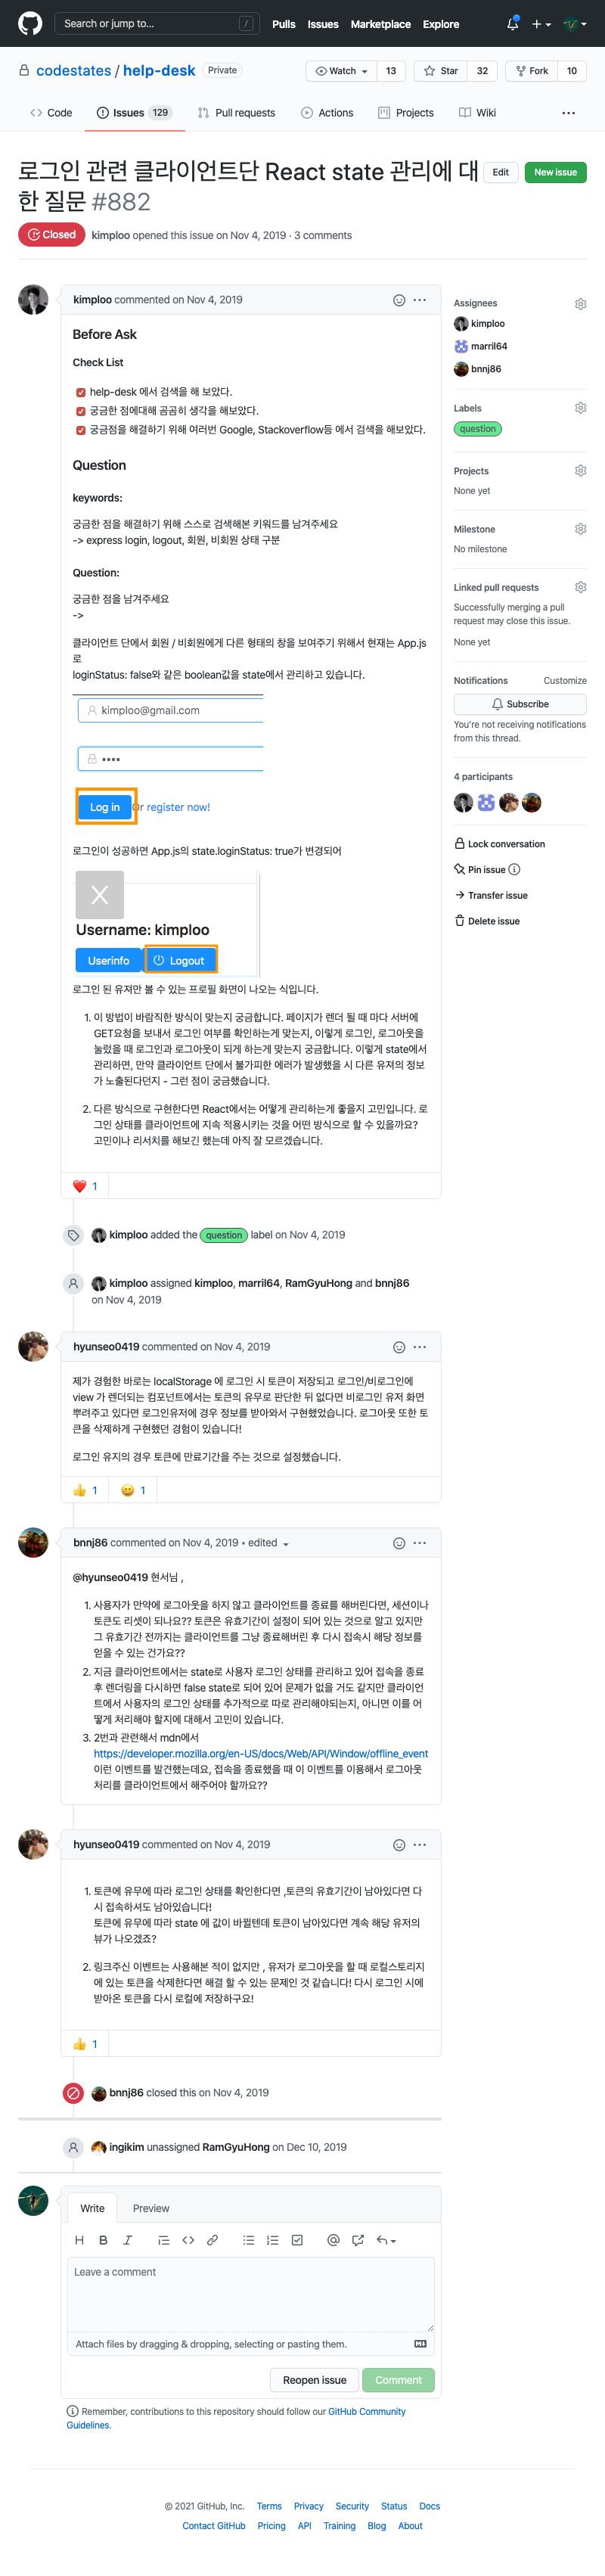 Search or jump to...
/
Pulls Issues Marketplace Explore
codestates / help-desk Private
Watch 13 Star 32 Fork 10
Code Issues 129 Pull requests Actions Projects Wiki
로그인 관련 클라이언트단 React state 관리에 대
한 질문 #882
Edit New issue
Closed kimploo opened this issue on Nov 4, 2019 · 3 comments
kimploo commented on Nov 4, 2019
Before Ask
Check List
help-desk 에서 검색을 해 보았다.
궁금한 점에대해 곰곰히 생각을 해보았다.
궁금점을 해결하기 위해 여러번 Google, Stackoverflow등 에서 검색을 해보았다.
Question
keywords:
궁금한 점을 해결하기 위해 스스로 검색해본 키워드를 남겨주세요
-> express login, logout, 회원, 비회원 상태 구분
Question:
궁금한 점을 남겨주세요
->
클라이언트 단에서 회원 / 비회원에게 다른 형태의 창을 보여주기 위해서 현재는 App.js
로
loginStatus: false와 같은 boolean값을 state에서 관리하고 있습니다.
kimploo@gmail.com
••••
Log in Or register now!
로그인이 성공하면 App.js의 state.loginStatus: true가 변경되어
X
Username: kimploo
Userinfo Logout
로그인 된 유져만 볼 수 있는 프로필 화면이 나오는 식입니다.
1. 이 방법이 바람직한 방식이 맞는지 궁금합니다. 페이지가 렌더 될 때 마다 서버에
GET요청을 보내서 로그인 여부를 확인하는게 맞는지, 이렇게 로그인, 로그아웃을
눌렀을 때 로그인과 로그아웃이 되게 하는게 맞는지 궁금합니다. 이렇게 state에서
관리하면, 만약 클라이언트 단에서 불가피한 에러가 발생했을 시 다른 유져의 정보
가 노출된다던지 - 그런 점이 궁금했습니다.
2. 다른 방식으로 구현한다면 React에서는 어떻게 관리하는게 좋을지 고민입니다. 로
그인 상태를 클라이언트에 지속 적용시키는 것을 어떤 방식으로 할 수 있을까요?
고민이나 리서치를 해보긴 했는데 아직 잘 모르겠습니다.
❤️ 1
kimploo added the question label on Nov 4, 2019
kimploo assigned kimploo, marril64, RamGyuHong and bnnj86
on Nov 4, 2019
hyunseo0419 commented on Nov 4, 2019
제가 경험한 바로는 localStorage 에 로그인 시 토큰이 저장되고 로그인/비로그인에
view 가 렌더되는 컴포넌트에서는 토큰의 유무로 판단한 뒤 없다면 비로그인 유저 화면
뿌려주고 있다면 로그인유저에 경우 정보를 받아와서 구현했었습니다. 로그아웃 또한 토
큰을 삭제하게 구현했던 경험이 있습니다!
로그인 유지의 경우 토큰에 만료기간을 주는 것으로 설정했습니다.
👍 1 😄 1
bnnj86 commented on Nov 4, 2019 • edited
@hyunseo0419 현서님 ,
1. 사용자가 만약에 로그아웃을 하지 않고 클라이언트를 종료를 해버린다면, 세션이나
토큰도 리셋이 되나요?? 토큰은 유효기간이 설정이 되어 있는 것으로 알고 있지만
그 유효기간 전까지는 클라이언트를 그냥 종료해버린 후 다시 접속시 해당 정보를
얻을 수 있는 건가요??
2. 지금 클라이언트에서는 state로 사용자 로그인 상태를 관리하고 있어 접속을 종료
후 렌더링을 다시하면 false state로 되어 있어 문제가 없을 거도 같지만 클라이언
트에서 사용자의 로그인 상태를 추가적으로 따로 관리해야되는지, 아니면 이를 어
떻게 처리해야 할지에 대해서 고민이 있습니다.
3. 2번과 관련해서 mdn에서
https://developer.mozilla.org/en-US/docs/Web/API/Window/offline_event
이런 이벤트를 발견했는데요, 접속을 종료했을 때 이 이벤트를 이용해서 로그아웃
처리를 클라이언트에서 해주어야 할까요??
hyunseo0419 commented on Nov 4, 2019
1. 토큰에 유무에 따라 로그인 상태를 확인한다면 ,토큰의 유효기간이 남아있다면 다
시 접속하셔도 남아있습니다!
토큰에 유무에 따라 state 에 값이 바뀔텐데 토큰이 남아있다면 계속 해당 유저의
뷰가 나오겠죠?
2. 링크주신 이벤트는 사용해본 적이 없지만 , 유저가 로그아웃을 할 때 로컬스토리지
에 있는 토큰을 삭제한다면 해결 할 수 있는 문제인 것 같습니다! 다시 로그인 시에
받아온 토큰을 다시 로컬에 저장하구요!
👍 1
bnnj86 closed this on Nov 4, 2019
ingikim unassigned RamGyuHong on Dec 10, 2019
Write Preview
Leave a comment
Attach files by dragging & dropping, selecting or pasting them.
Reopen issue Comment
Remember, contributions to this repository should follow our GitHub Community
Guidelines.
Assignees
kimploo
marril64
bnnj86
Labels
question
Projects
None yet
Milestone
No milestone
Linked pull requests
Successfully merging a pull
request may close this issue.
None yet
Notifications Customize
Subscribe
You're not receiving notifications
from this thread.
4 participants
Lock conversation
Pin issue
Transfer issue
Delete issue
© 2021 GitHub, Inc. Terms Privacy Security Status Docs
Contact GitHub Pricing API Training Blog About